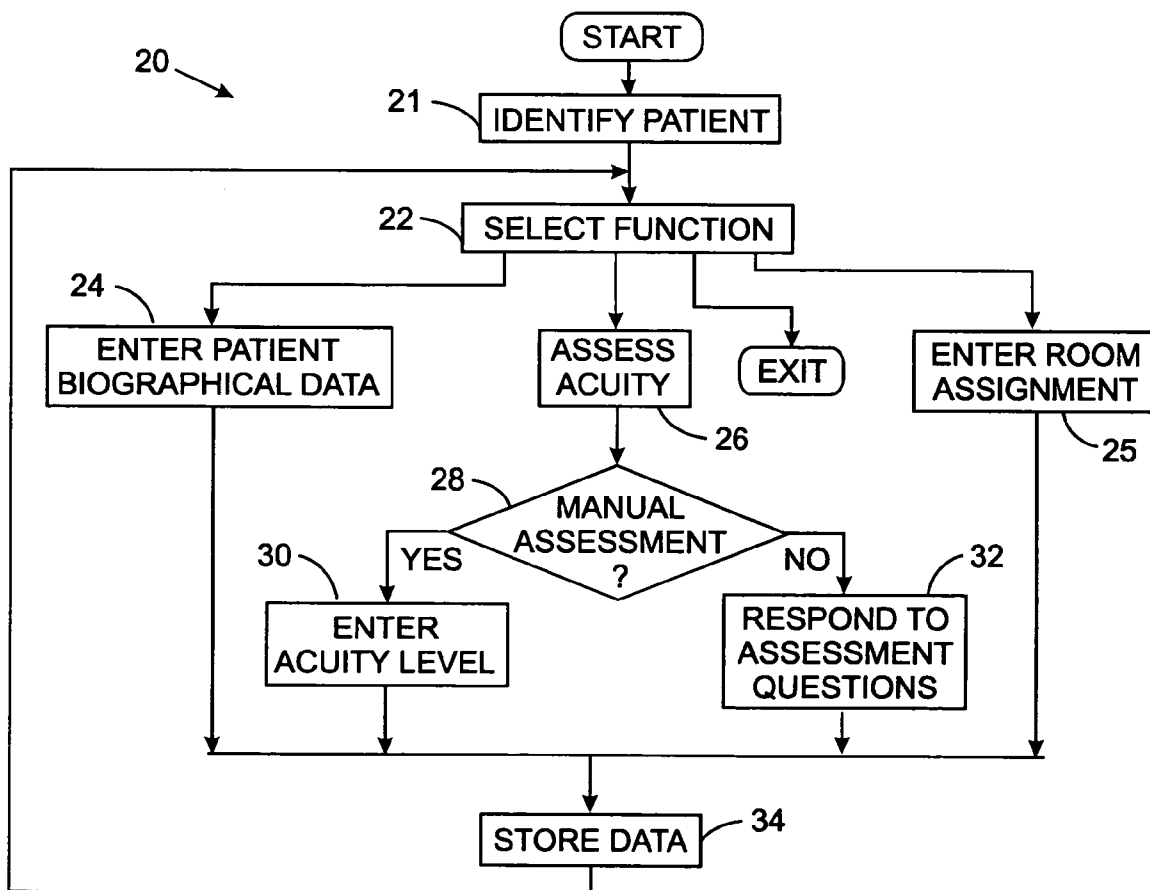 START
20
21
IDENTIFY PATIENT
22
SELECT FUNCTION
24
ENTER PATIENT
BIOGRAPHICAL DATA
ASSESS
ACUITY
26
EXIT
ENTER ROOM
ASSIGNMENT
25
28
MANUAL
ASSESSMENT
?
YES
NO
30
ENTER
ACUITY LEVEL
32
RESPOND TO
ASSESSMENT
QUESTIONS
STORE DATA
34